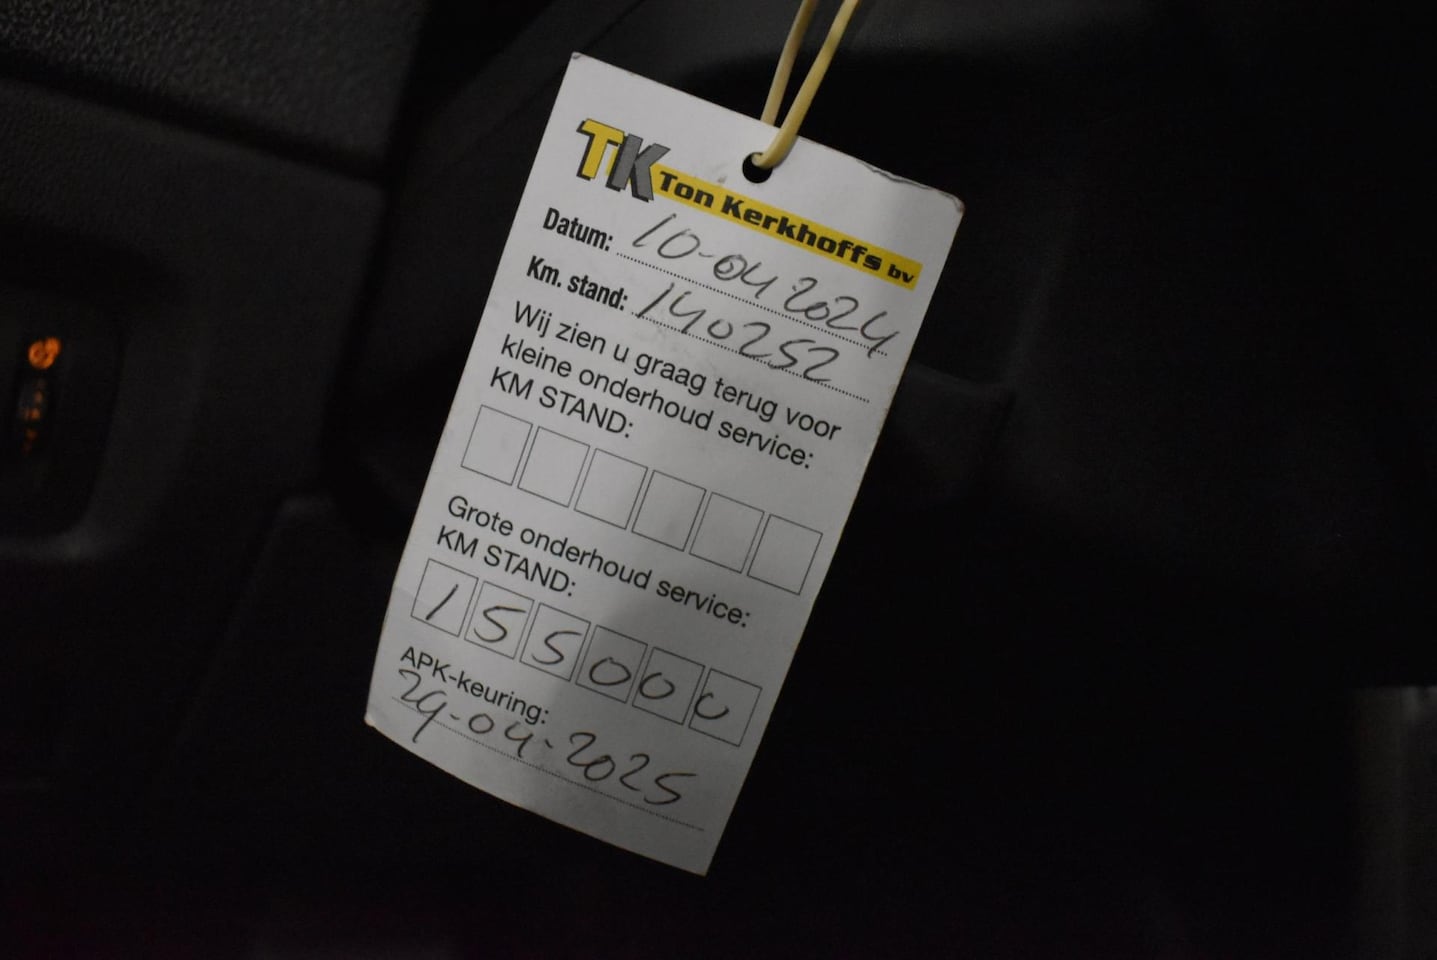 TK Ton Kerkhoffs bv
Datum: 10-04-2024
Km. stand: 140252
Wij zien u graag terug voor
kleine onderhoud service:
KM STAND:
Grote onderhoud service:
KM STAND:
155000
APK-keuring:
29-04-2025